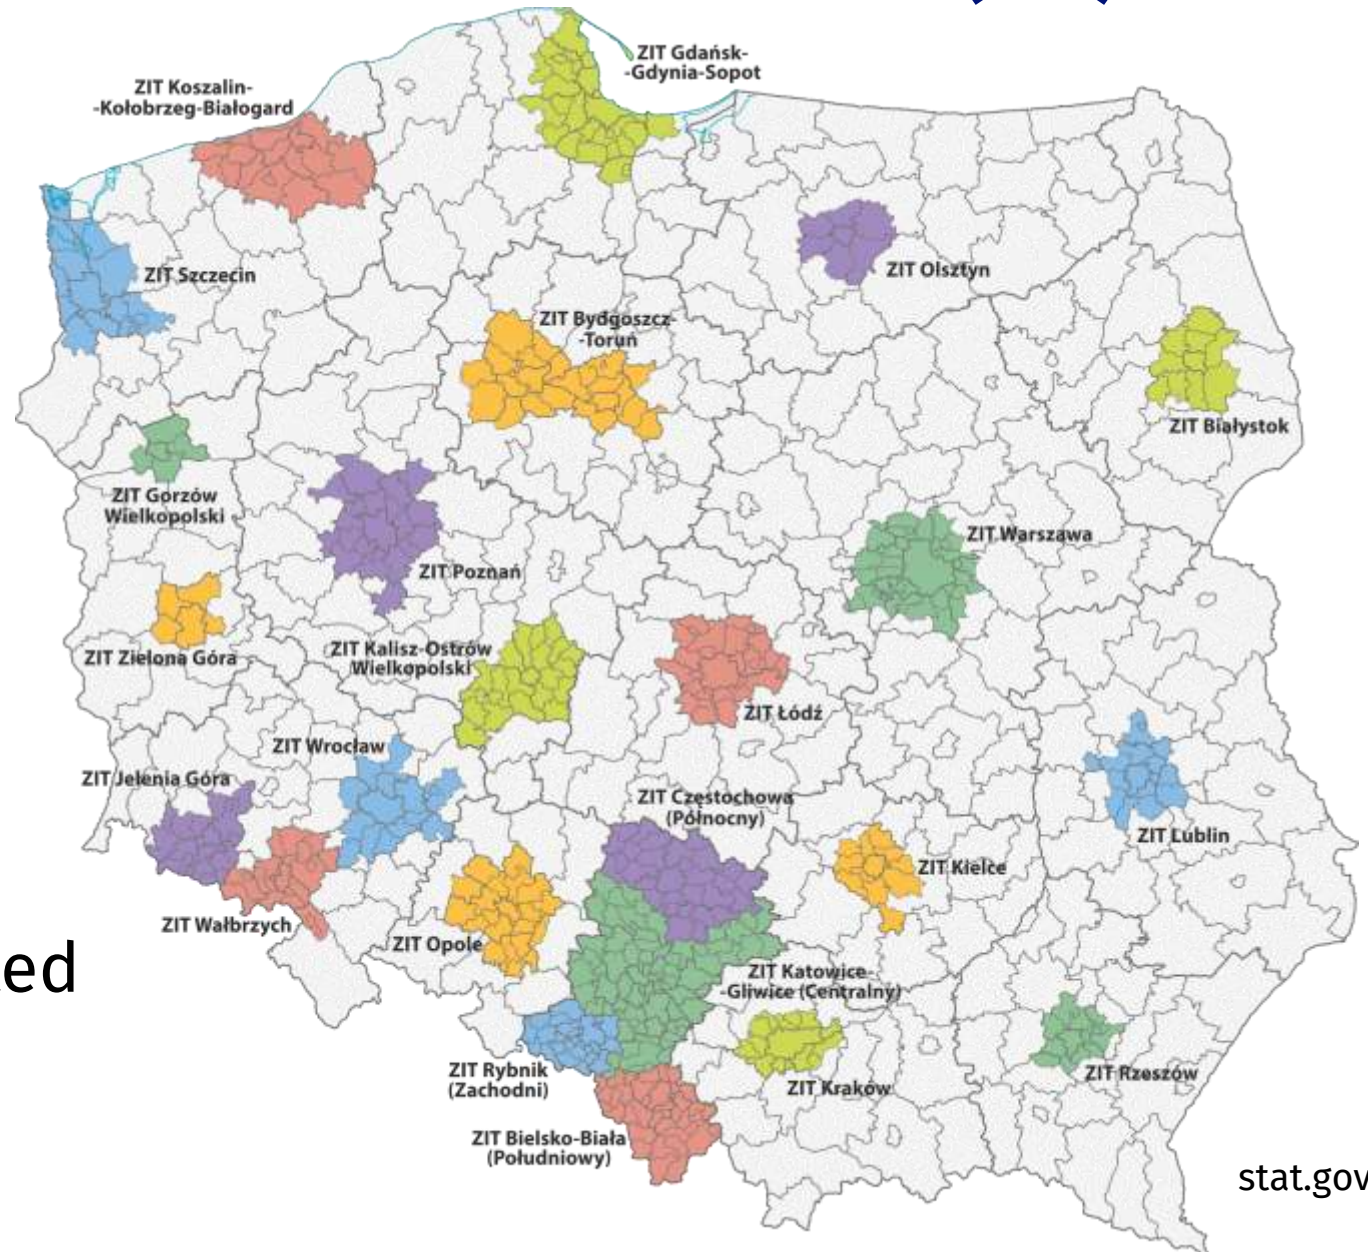 ZIT Gdańsk-
-Gdynia-Sopot
ZIT Koszalin-
-Kołobrzeg-Białogard
ZIT Szczecin
ZIT Olsztyn
ZIT Bydgoszcz-
-Toruń
ZIT Białystok
ZIT Gorzów
Wielkopolski
ZIT Warszawa
ZIT Poznań
ZIT Kalisz-Ostrów
Wielkopolski
ZIT Zielona Góra
ZIT Łódź
ZIT Wrocław
ZIT Jelenia Góra
ZIT Częstochowa
(Północny)
ZIT Lublin
ZIT Kielce
ZIT Wałbrzych
ZIT Opole
ed
ZIT Katowice-
-Gliwice (Centralny)
ZIT Rybnik
(Zachodni)
ZIT Kraków
ZIT Rzeszów
ZIT Bielsko-Biała
(Południowy)
stat.gov